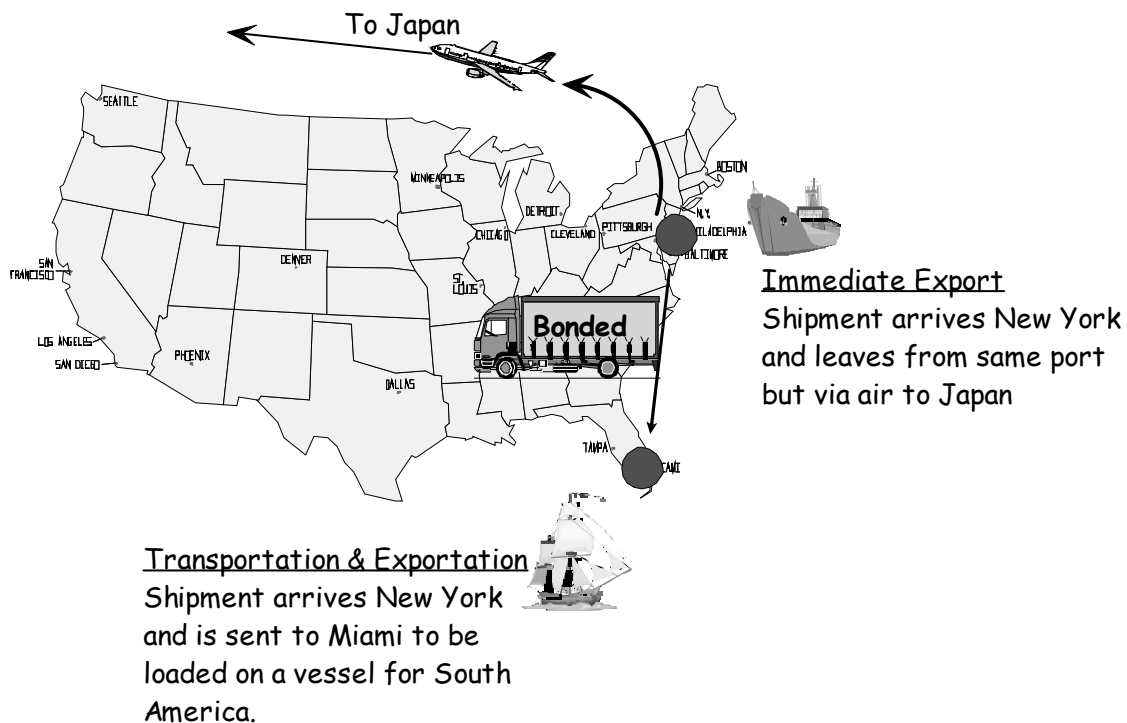 To Japan
SEATTLE
MINNEAPOLIS
BOSTON
DETROIT
N.Y.
CHICAGO
CLEVELAND
PITTSBURGH
BALTIMORE
SAN
FRANCISCO
DENVER
ST.
LOUIS
Bonded
LOS ANGELES
SAN DIEGO
PHOENIX
DALLAS
TAMPA
Immediate Export
Shipment arrives New York
and leaves from same port
but via air to Japan
Transportation & Exportation
Shipment arrives New York
and is sent to Miami to be
loaded on a vessel for South
America.